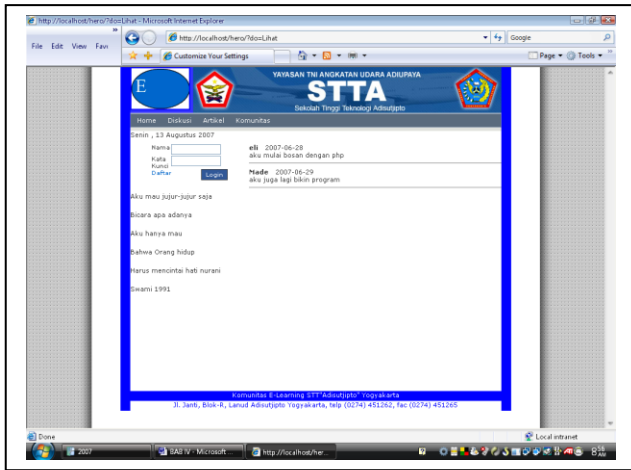 http://localhost/hero/?do=Lihat - Microsoft Internet Explorer
http://localhost/hero/?do=Lihat
Google
File Edit View Favi
Customize Your Settings
Page Tools
E
YAYASAN TNI ANGKATAN UDARA ADIUPAYA
STTA
Sekolah Tinggi Teknologi Adisutjipto
Home Diskusi Artikel Komunitas
Senin , 13 Augustus 2007
Nama
Kata Kunci
Daftar
Login
eli 2007-06-28
aku mulai bosan dengan php
Made 2007-06-29
aku juga lagi bikin program
Aku mau jujur-jujur saja
Bicara apa adanya
Aku hanya mau
Bahwa Orang hidup
Harus mencintai hati nurani
Swami 1991
Komunitas E-Learning STT"Adisutjipto" Yogyakarta
Jl. Janti, Blok-R, Lanud Adisutjipto Yogyakarta, telp (0274) 451262, fac (0274) 451265
Done
Local intranet
2007
BAB IV - Microsoft ...
http://localhost/her...